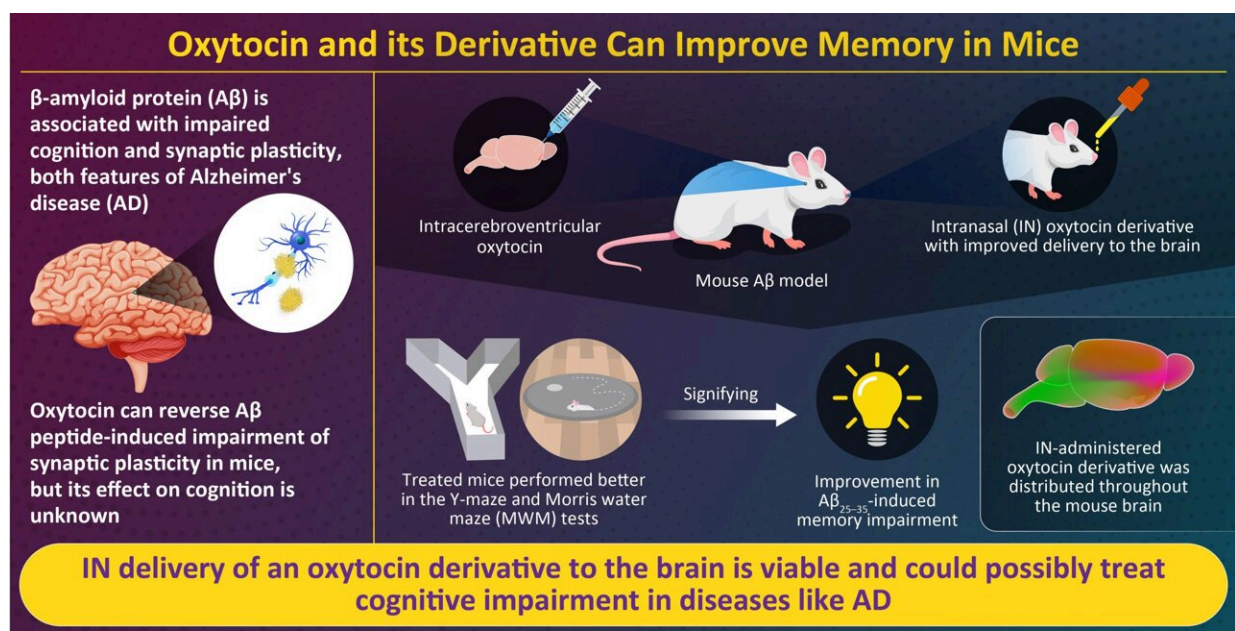 Oxytocin and its Derivative Can Improve Memory in Mice
β-amyloid protein (Aβ) is
associated with impaired
cognition and synaptic plasticity,
both features of Alzheimer's
disease (AD)
Oxytocin can reverse Aβ
peptide-induced impairment of
synaptic plasticity in mice,
but its effect on cognition is
unknown
Intracerebroventricular
oxytocin
Mouse Aβ model
Intranasal (IN) oxytocin derivative
with improved delivery to the brain
Treated mice performed better
in the Y-maze and Morris water
maze (MWM) tests
Signifying
Improvement in
Aβ25–35-induced
memory impairment
IN-administered
oxytocin derivative was
distributed throughout
the mouse brain
IN delivery of an oxytocin derivative to the brain is viable and could possibly treat
cognitive impairment in diseases like AD